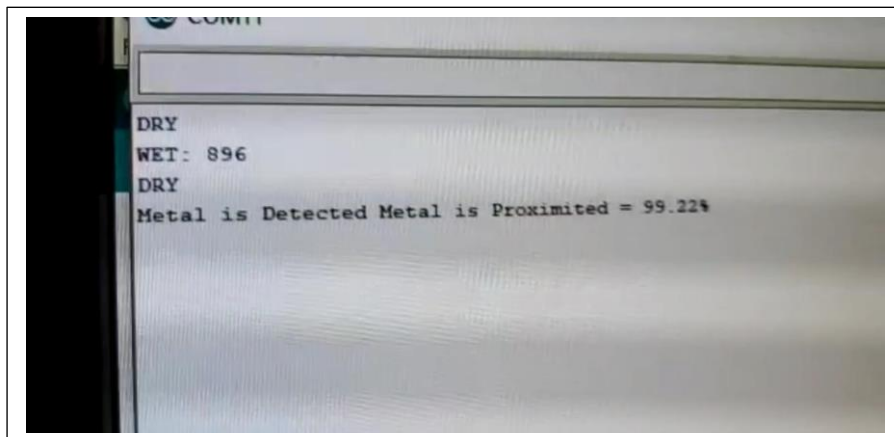 DRY
WET: 896
DRY
Metal is Detected Metal is Proximited = 99.22%